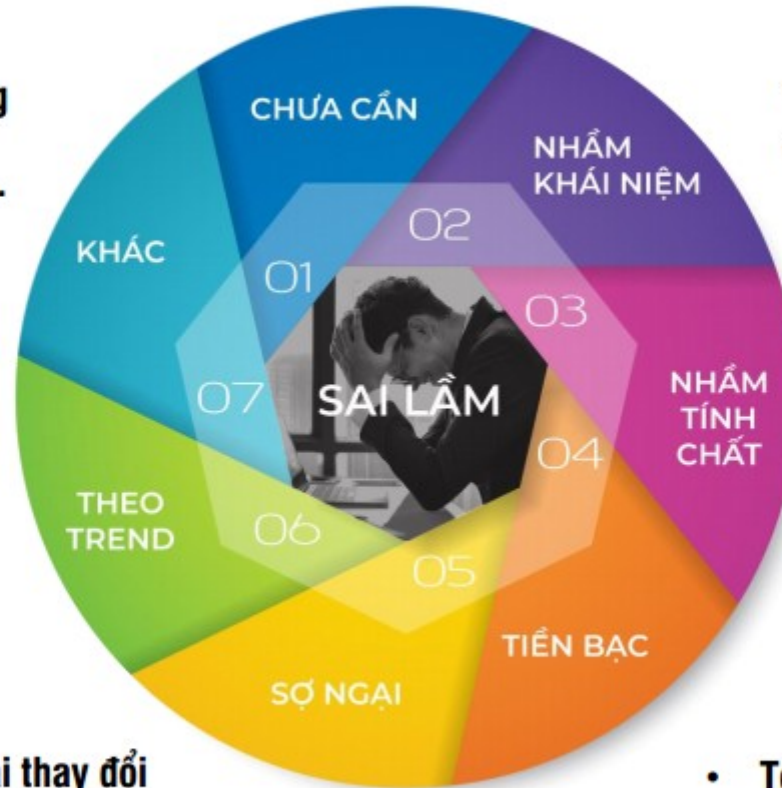 CHƯA CẦN
01
NHẦM
KHÁI NIỆM
02
03
NHẦM
TÍNH
CHẤT
04
TIỀN BẠC
05
SỢ NGẠI
06
THEO
TREND
07
KHÁC
SAI LẦM
thay đổi
•